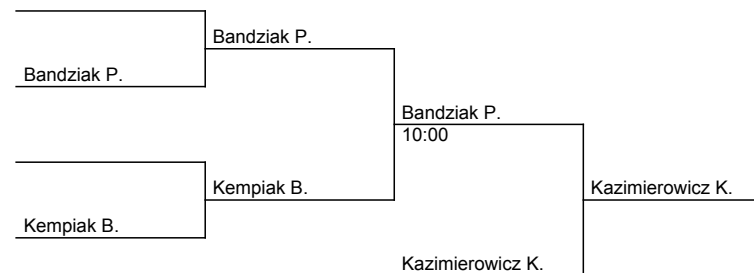 Bandziak P.
Bandziak P.
Bandziak P.
10:00
Kempiak B.
Kazimierowicz K.
Kempiak B.
Kazimierowicz K.